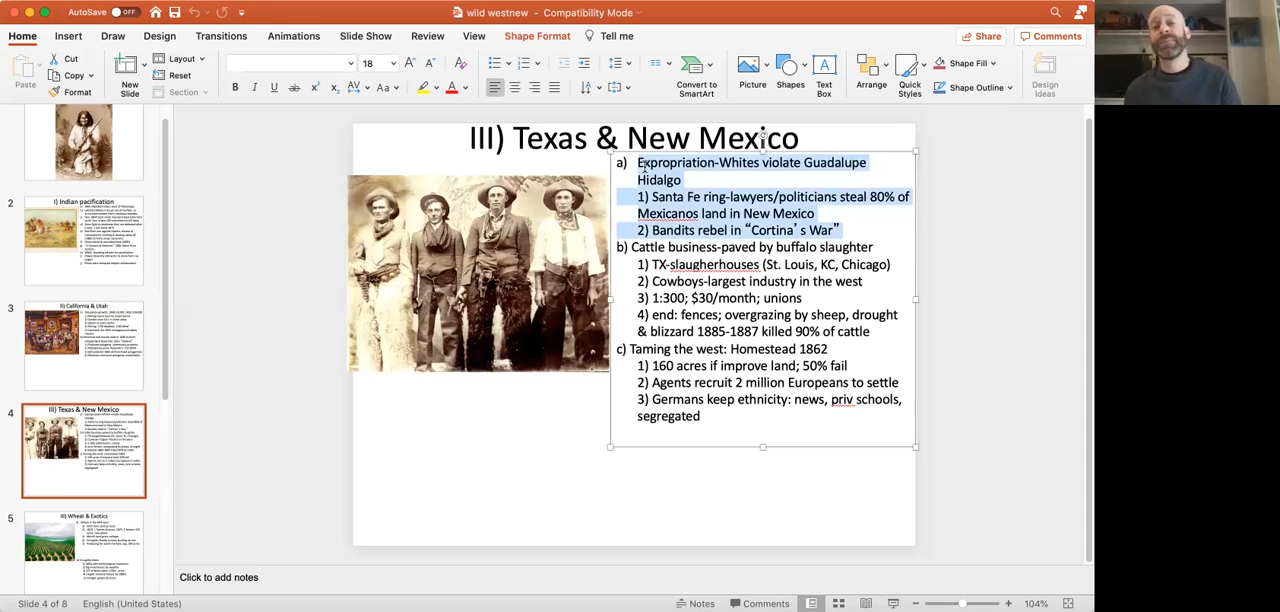 AutoSave OFF
wild westnew - Compatibility Mode
Home Insert Draw Design Transitions Animations Slide Show Review View Shape Format Tell me
Share Comments
Paste
Cut
Copy
Format
New Slide
Layout
Reset
Section
18
Aa
Convert to SmartArt
Picture
Shapes
Text Box
Arrange
Quick Styles
Shape Fill
Shape Outline
Design Ideas
2
I) Indian pacification
3
II) California & Utah
4
III) Texas & New Mexico
5
III) Wheat & Exotics
III) Texas & New Mexico
a) Expropriation-Whites violate Guadalupe
Hidalgo
1) Santa Fe ring-lawyers/politicians steal 80% of
Mexicanos land in New Mexico
2) Bandits rebel in “Cortina’s War”
b) Cattle business-paved by buffalo slaughter
1) TX-slaugherhouses (St. Louis, KC, Chicago)
2) Cowboys-largest industry in the west
3) 1:300; $30/month; unions
4) end: fences; overgrazing by sheep, drought
& blizzard 1885-1887 killed 90% of cattle
c) Taming the west: Homestead 1862
1) 160 acres if improve land; 50% fail
2) Agents recruit 2 million Europeans to settle
3) Germans keep ethnicity: news, priv schools,
segregated
Click to add notes
Slide 4 of 8 English (United States) Notes Comments 104%